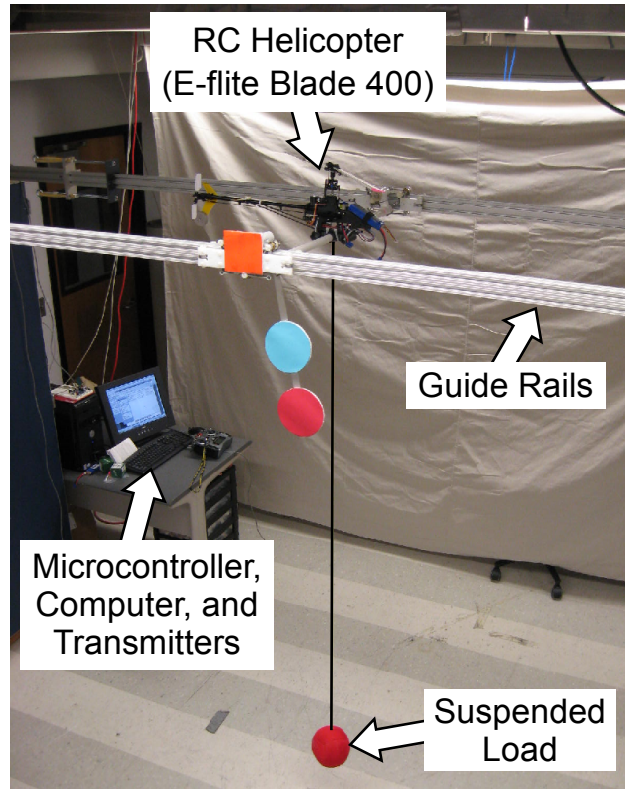 RC Helicopter
(E-flite Blade 400)
Guide Rails
Microcontroller,
Computer, and
Transmitters
Suspended
Load